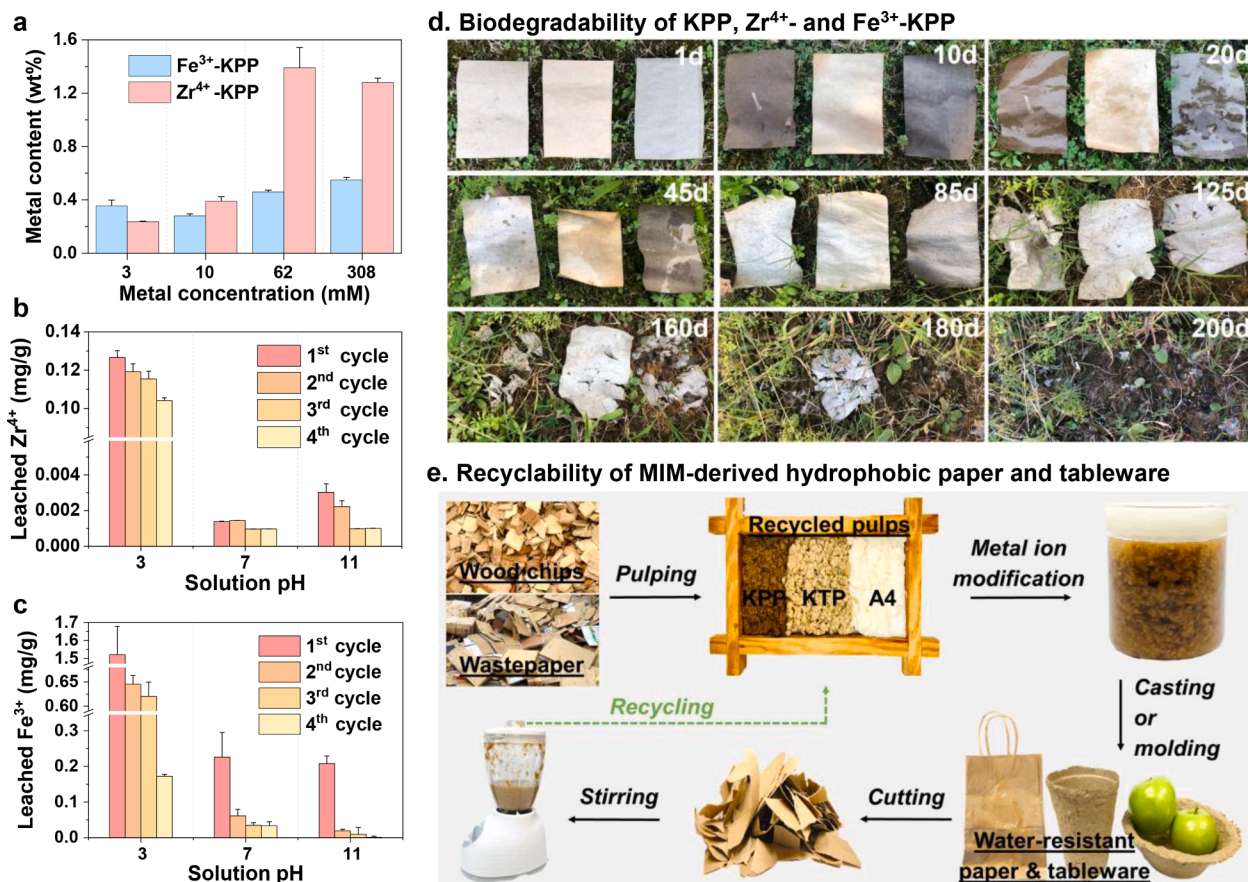 a
1.6
1.2
0.8
0.4
0.0
Metal content (wt%)
Fe³⁺-KPP
Zr⁴⁺-KPP
3
10
62
308
Metal concentration (mM)
b
0.14
0.12
0.10
0.004
0.002
0.000
Leached Zr⁴⁺ (mg/g)
1ˢᵗ cycle
2ⁿᵈ cycle
3ʳᵈ cycle
4ᵗʰ cycle
3
7
11
Solution pH
c
1.7
1.5
0.65
0.60
0.3
0.2
0.1
0.0
Leached Fe³⁺ (mg/g)
1ˢᵗ cycle
2ⁿᵈ cycle
3ʳᵈ cycle
4ᵗʰ cycle
3
7
11
Solution pH
d. Biodegradability of KPP, Zr⁴⁺- and Fe³⁺-KPP
1d
10d
20d
45d
85d
125d
160d
180d
200d
e. Recyclability of MIM-derived hydrophobic paper and tableware
Wood chips
Wastepaper
Pulping
Recycled pulps
KPP
KTP
A4
Metal ion
modification
Casting
or
molding
Water-resistant
paper & tableware
Cutting
Stirring
Recycling